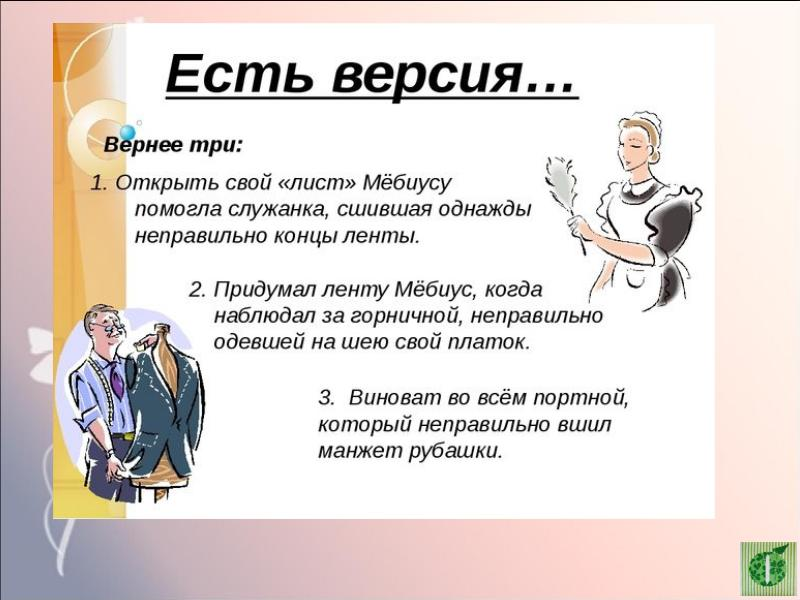 Есть версия…
Вернее три:
1. Открыть свой «лист» Мёбиусу
помогла служанка, сшившая однажды
неправильно концы ленты.
2. Придумал ленту Мёбиус, когда
наблюдал за горничной, неправильно
одевшей на шею свой платок.
3. Виноват во всём портной,
который неправильно вшил
манжет рубашки.